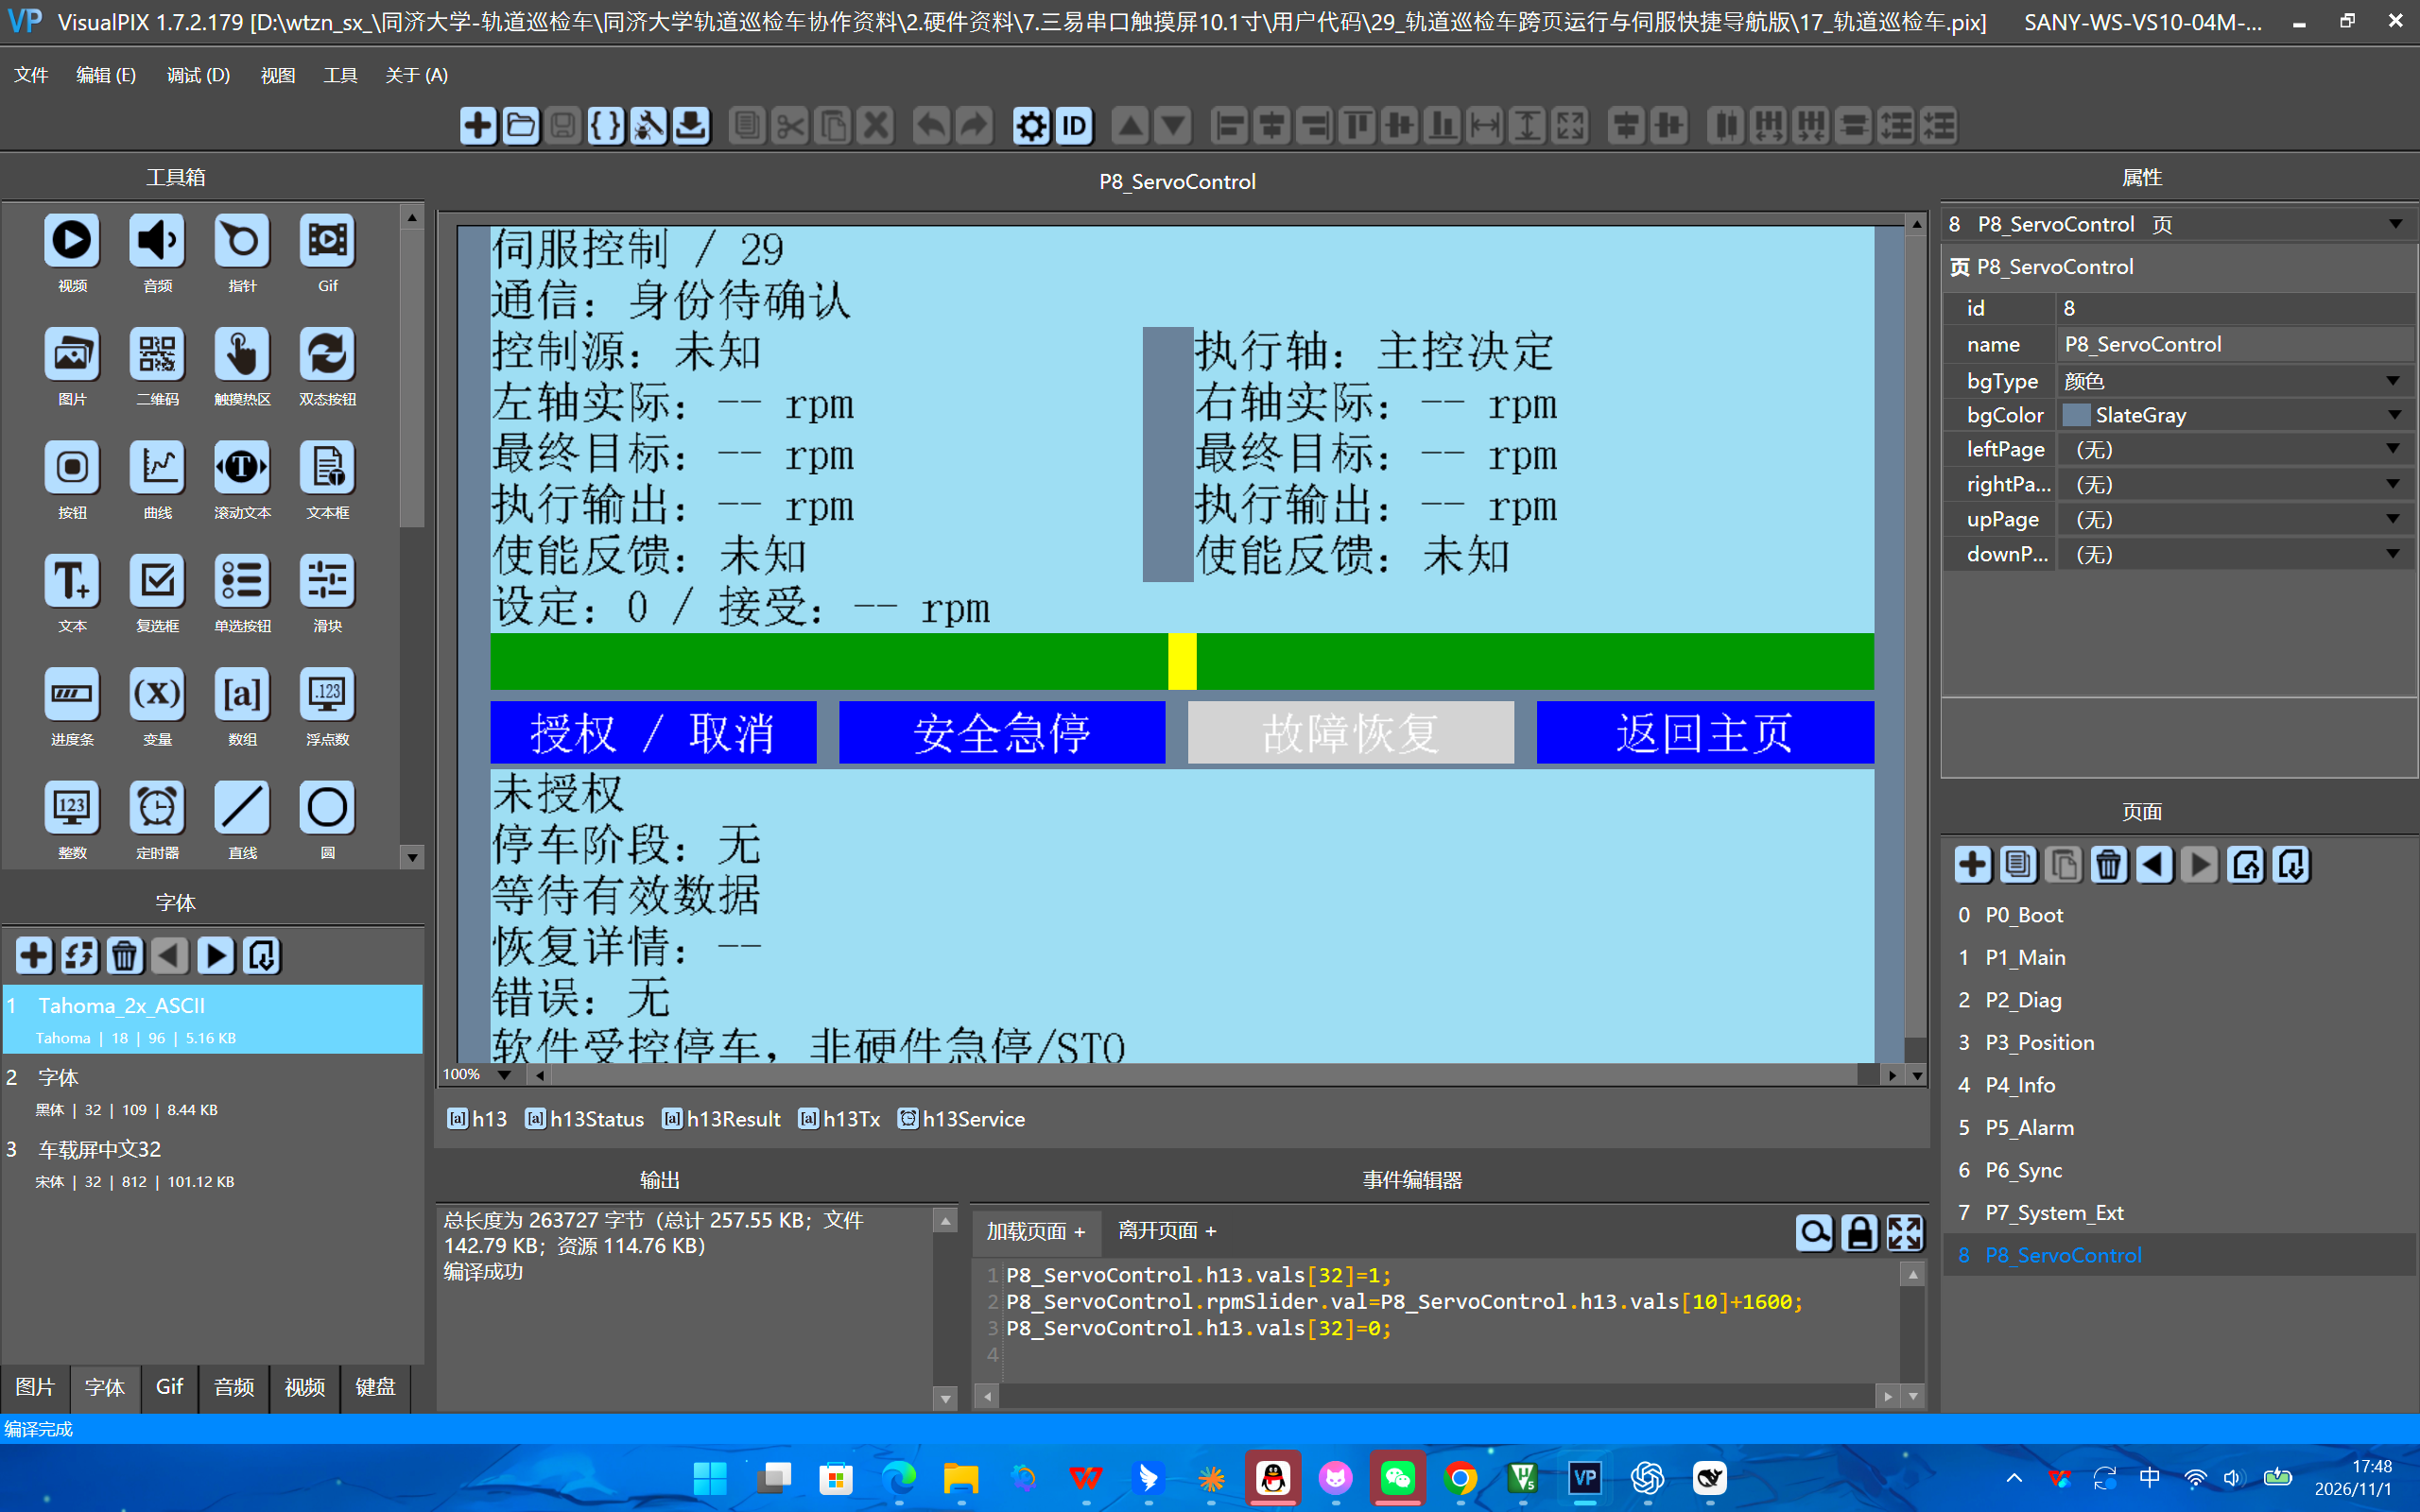 VP VisualPIX 1.7.2.179 [D:\wtzn_sx_\同济大学-轨道巡检车\同济大学轨道巡检车协作资料\2.硬件资料\7.三易串口触摸屏10.1寸\用户代码\29_轨道巡检车跨页运行与伺服快捷导航版\17_轨道巡检车.pix] SANY-WS-VS10-04M-...
文件 编辑 (E) 调试 (D) 视图 工具 关于 (A)
{ } ID
工具箱
视频 音频 指针 Gif
图片 二维码 触摸热区 双态按钮
按钮 曲线 滚动文本 文本框
文本 复选框 单选按钮 滑块
进度条 变量 数组 浮点数
整数 定时器 直线 圆
字体
1 Tahoma_2x_ASCII
Tahoma | 18 | 96 | 5.16 KB
2 字体
黑体 | 32 | 109 | 8.44 KB
3 车载屏中文32
宋体 | 32 | 812 | 101.12 KB
图片 字体 Gif 音频 视频 键盘
编译完成
P8_ServoControl
伺服控制 / 29
通信: 身份待确认
控制源: 未知 执行轴: 主控决定
左轴实际: -- rpm 右轴实际: -- rpm
最终目标: -- rpm 最终目标: -- rpm
执行输出: -- rpm 执行输出: -- rpm
使能反馈: 未知 使能反馈: 未知
设定: 0 / 接受: -- rpm
授权 / 取消 安全急停 故障恢复 返回主页
未授权
停车阶段: 无
等待有效数据
恢复详情: --
错误: 无
软件受控停车, 非硬件急停/STO
100%
[a] h13 [a] h13Status [a] h13Result [a] h13Tx h13Service
输出
总长度为 263727 字节 (总计 257.55 KB; 文件
142.79 KB; 资源 114.76 KB)
编译成功
事件编辑器
加载页面 + 离开页面 +
1 P8_ServoControl.h13.vals[32]=1;
2 P8_ServoControl.rpmSlider.val=P8_ServoControl.h13.vals[10]+1600;
3 P8_ServoControl.h13.vals[32]=0;
4
属性
8 P8_ServoControl 页
页 P8_ServoControl
id 8
name P8_ServoControl
bgType 颜色
bgColor SlateGray
leftPage (无)
rightPa... (无)
upPage (无)
downP... (无)
页面
0 P0_Boot
1 P1_Main
2 P2_Diag
3 P3_Position
4 P4_Info
5 P5_Alarm
6 P6_Sync
7 P7_System_Ext
8 P8_ServoControl
VP
中
17:48
2026/11/1